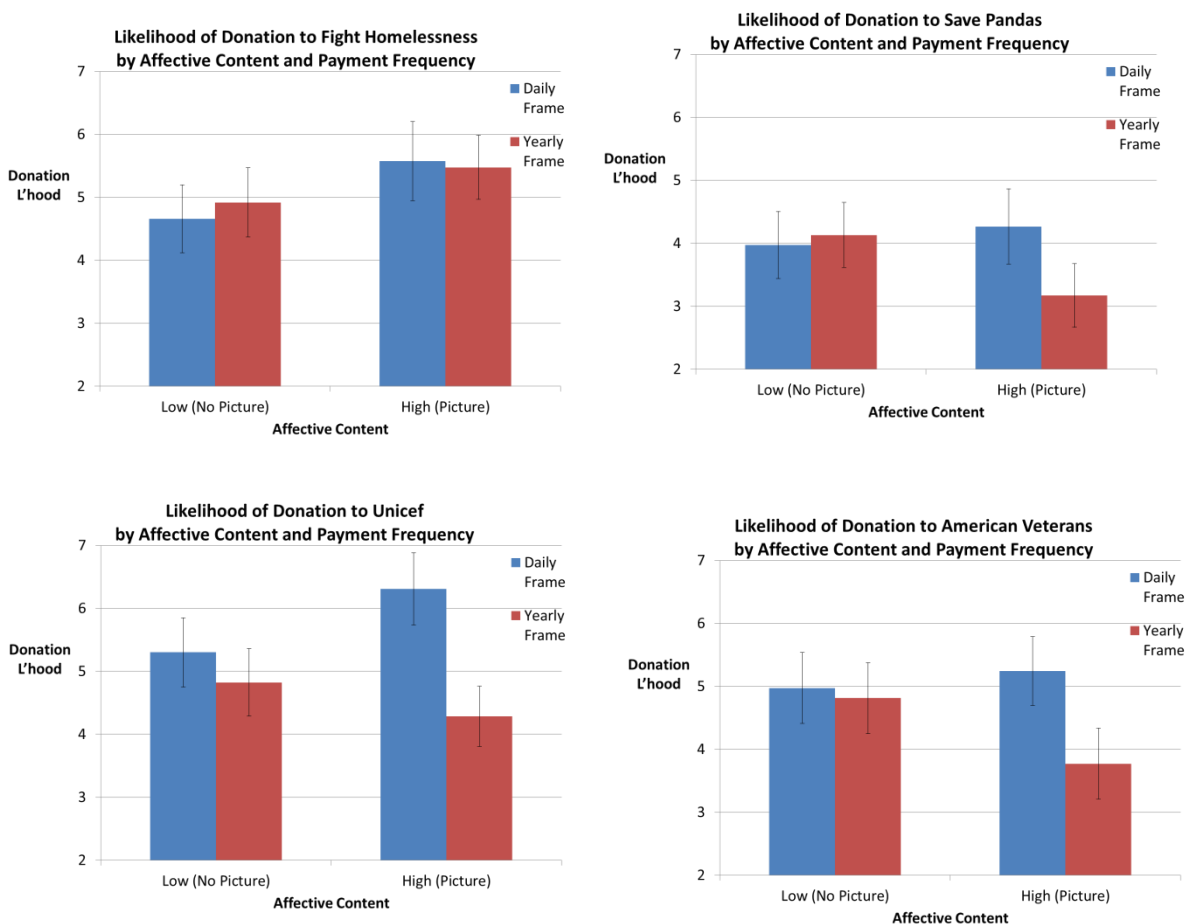 Likelihood of Donation to Fight Homelessness
by Affective Content and Payment Frequency
7
6
5
4
3
2
Donation
L'hood
Daily
Frame
Yearly
Frame
Low (No Picture)
High (Picture)
Affective Content
Likelihood of Donation to Save Pandas
by Affective Content and Payment Frequency
7
6
5
4
3
2
Donation
L'hood
Daily
Frame
Yearly
Frame
Low (No Picture)
High (Picture)
Affective Content
Likelihood of Donation to Unicef
by Affective Content and Payment Frequency
7
6
5
4
3
2
Donation
L'hood
Daily
Frame
Yearly
Frame
Low (No Picture)
High (Picture)
Affective Content
Likelihood of Donation to American Veterans
by Affective Content and Payment Frequency
7
6
5
4
3
2
Donation
L'hood
Daily
Frame
Yearly
Frame
Low (No Picture)
High (Picture)
Affective Content